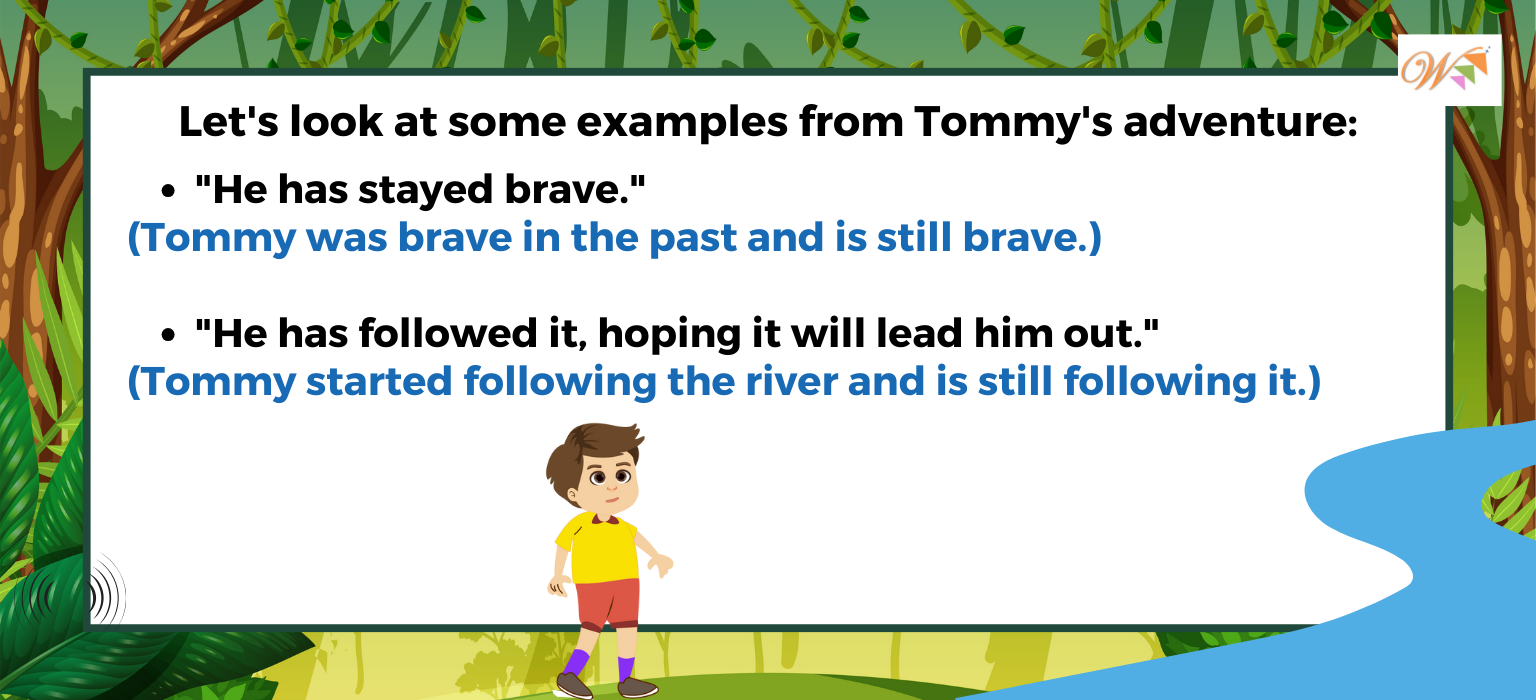 Let's look at some examples from Tommy's adventure:
• "He has stayed brave."
(Tommy was brave in the past and is still brave.)
• "He has followed it, hoping it will lead him out."
(Tommy started following the river and is still following it.)
W